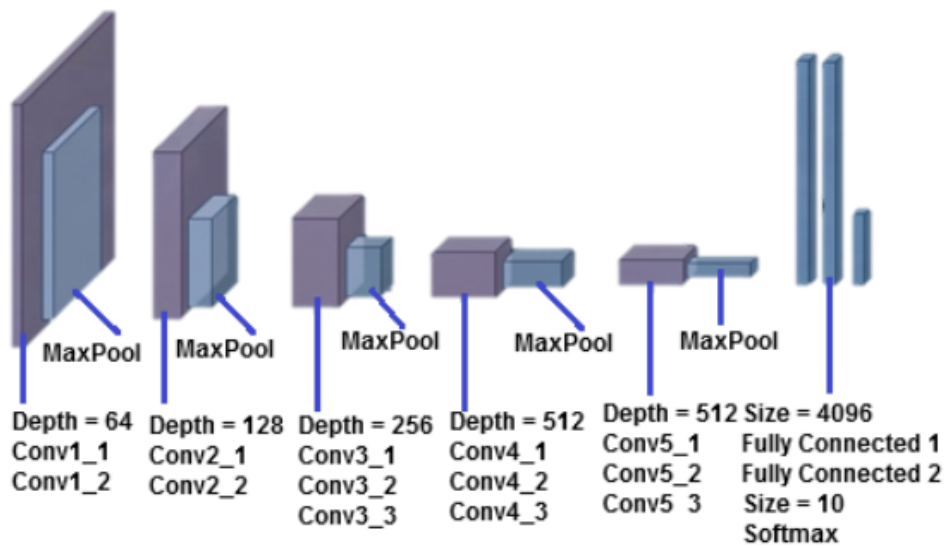 MaxPool
MaxPool
MaxPool
MaxPool
MaxPool
Depth = 64
Conv1_1
Conv1_2
Depth = 128
Conv2_1
Conv2_2
Depth = 256
Conv3_1
Conv3_2
Conv3_3
Depth = 512
Conv4_1
Conv4_2
Conv4_3
Depth = 512
Conv5_1
Conv5_2
Conv5 3
Size = 4096
Fully Connected 1
Fully Connected 2
Size = 10
Softmax